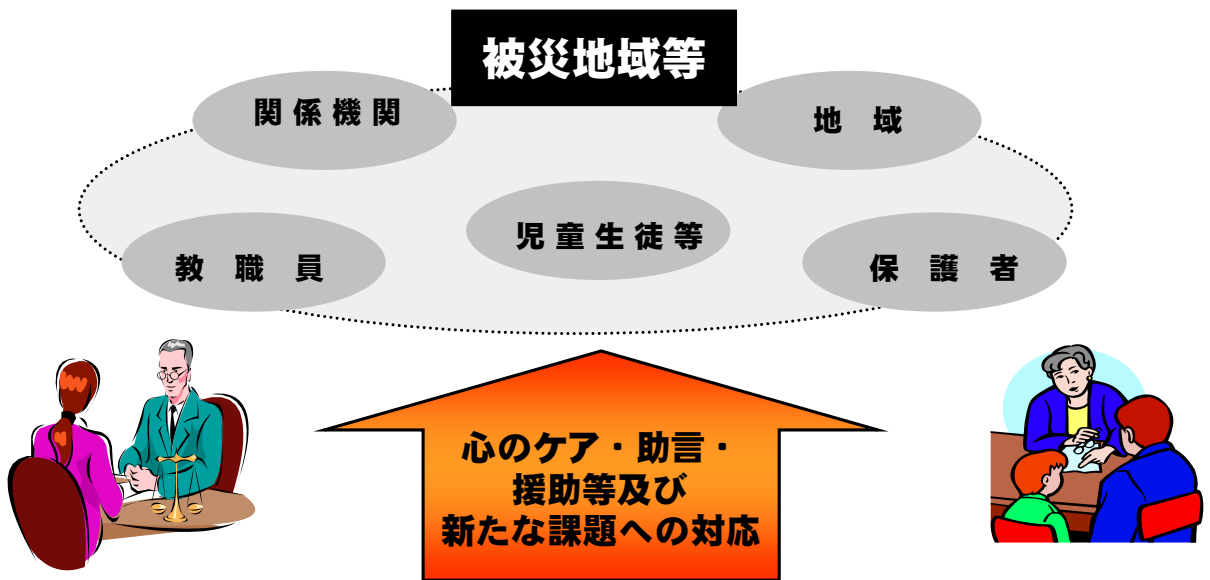 被災地域等
関係機関
地域
児童生徒等
教職員
保護者
心のケア・助言・
援助等及び
新たな課題への対応